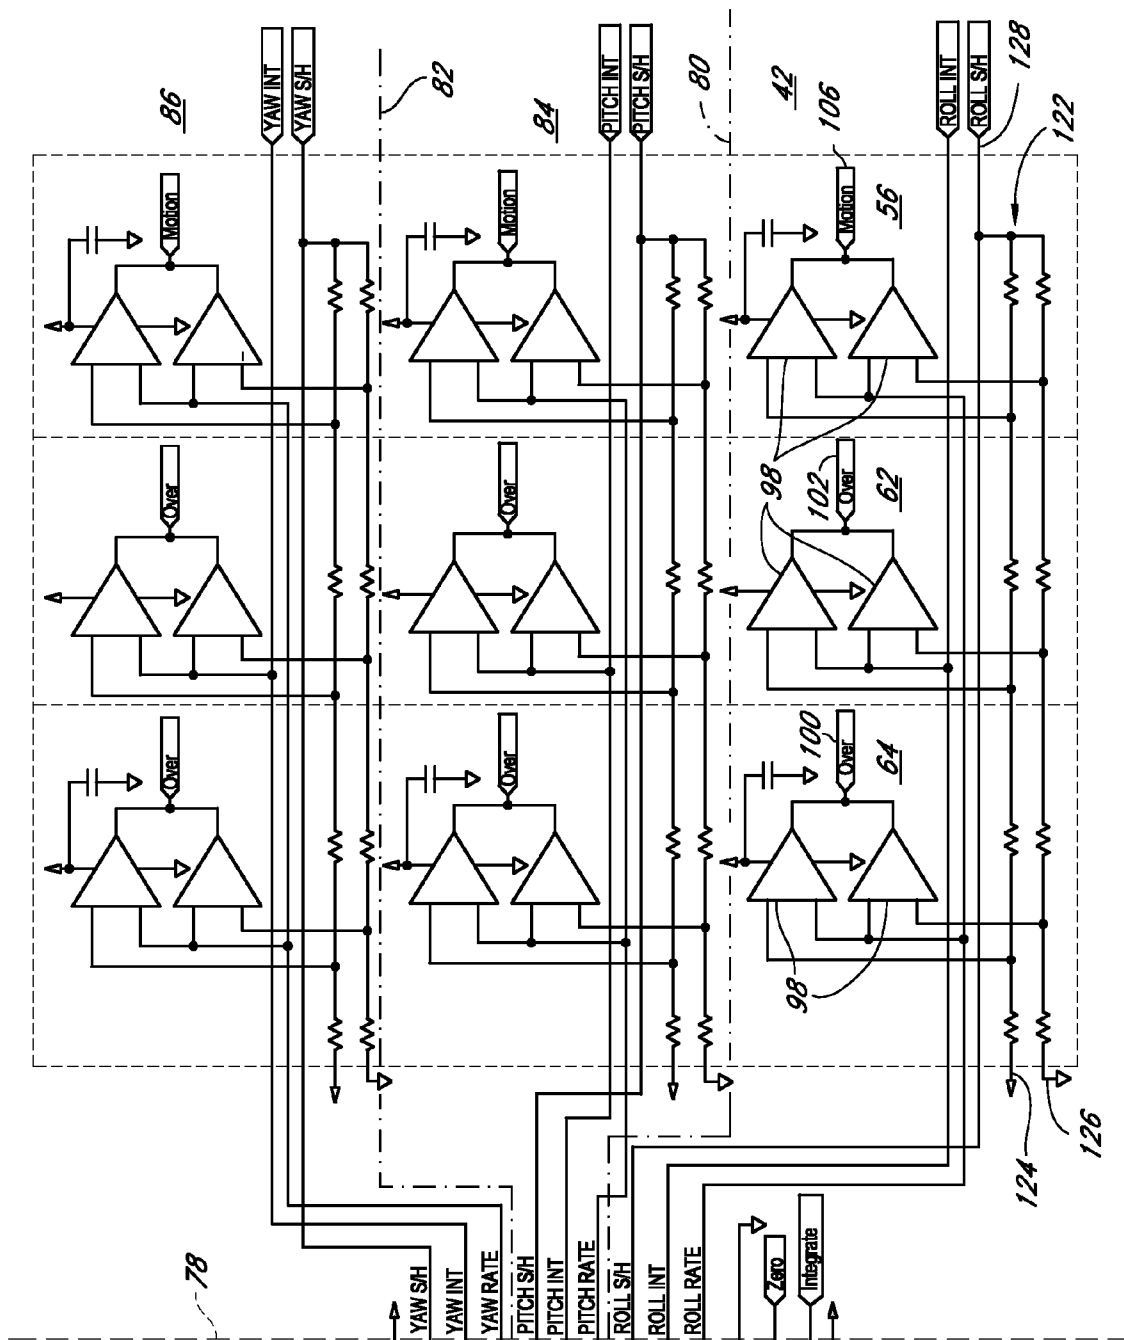 YAW INT
YAW S/H
86
82
PITCH INT
PITCH S/H
84
80
ROLL INT
ROLL S/H
42
128
122
106
Motion
Motion
Motion
56
Over
Over
Over
98
102
62
Over
Over
Over
100
64
98
124
126
78
YAW S/H
YAW INT
YAW RATE
PITCH S/H
PITCH INT
PITCH RATE
ROLL S/H
ROLL INT
ROLL RATE
Zero
Integrate